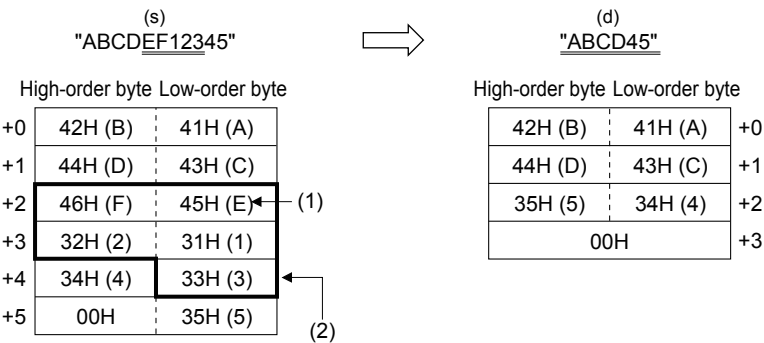 (s) (d)
"ABCDEF12345" "ABCD45"
High-order byte Low-order byte High-order byte Low-order byte
+0 42H (B) 41H (A) 42H (B) 41H (A) +0
+1 44H (D) 43H (C) 44H (D) 43H (C) +1
+2 46H (F) 45H (E) (1) 35H (5) 34H (4) +2
+3 32H (2) 31H (1) 00H +3
+4 34H (4) 33H (3)
+5 00H 35H (5)
(2)